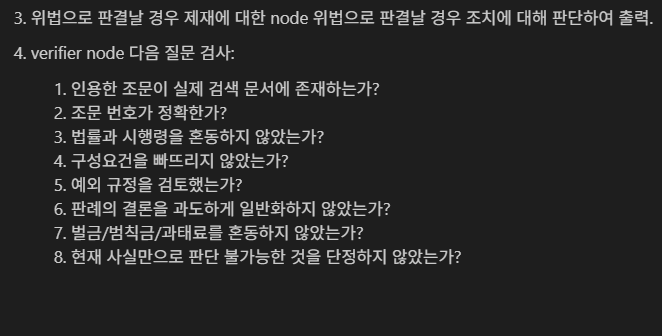 3. 위법으로 판결날 경우 제재에 대한 node 위법으로 판결날 경우 조치에 대해 판단하여 출력.
4. verifier node 다음 질문 검사:
1. 인용한 조문이 실제 검색 문서에 존재하는가?
2. 조문 번호가 정확한가?
3. 법률과 시행령을 혼동하지 않았는가?
4. 구성요건을 빠뜨리지 않았는가?
5. 예외 규정을 검토했는가?
6. 판례의 결론을 과도하게 일반화하지 않았는가?
7. 벌금/범칙금/과태료를 혼동하지 않았는가?
8. 현재 사실만으로 판단 불가능한 것을 단정하지 않았는가?